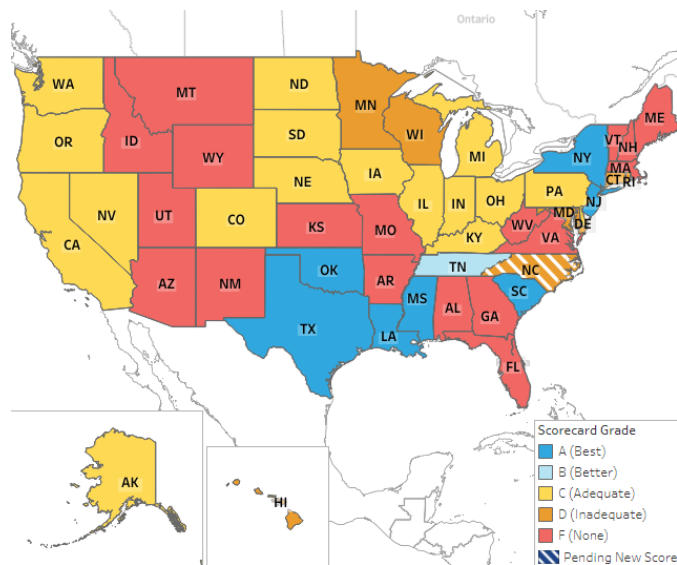 Ontario
WA
MT
ND
MN
ME
OR
ID
SD
WI
VT
NH
WY
MI
NY
MA
IA
CT
RI
NE
PA
NJ
NV
UT
CO
IL
IN
OH
MD
DE
CA
KS
MO
WV
VA
KY
AZ
NM
OK
AR
TN
NC
MS
AL
GA
SC
TX
LA
FL
AK
HI
Scorecard Grade
A (Best)
B (Better)
C (Adequate)
D (Inadequate)
F (None)
Pending New Score